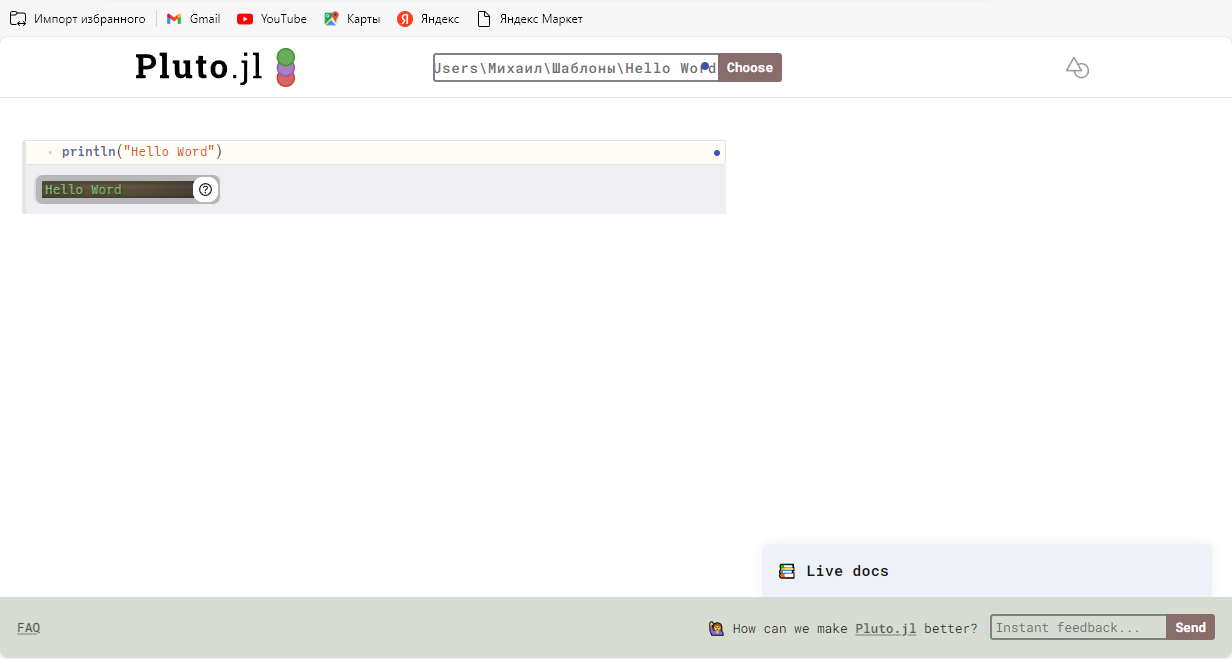 Импорт избранного Gmail YouTube Карты Яндекс Яндекс Маркет
Pluto.jl Users\Михаил\Шаблоны\Hello Word Choose
println("Hello Word")
Hello Word
Live docs
FAQ How can we make Pluto.jl better? Instant feedback... Send